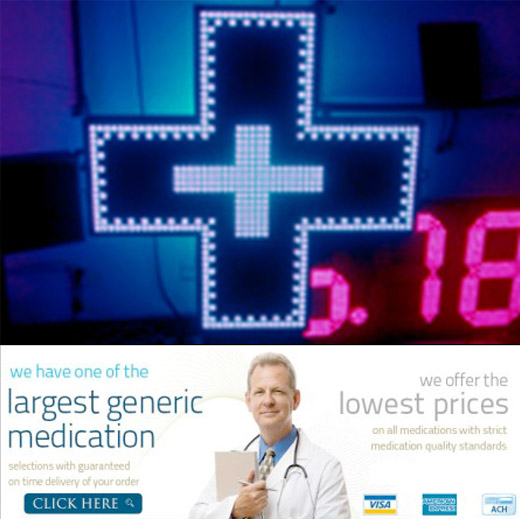 .18
we have one of the
largest generic
medication
selections with guaranteed
on time delivery of your order
CLICK HERE
we offer the
lowest prices
on all medications with strict
medication quality standards
VISA
AMERICAN
EXPRESS
ACH